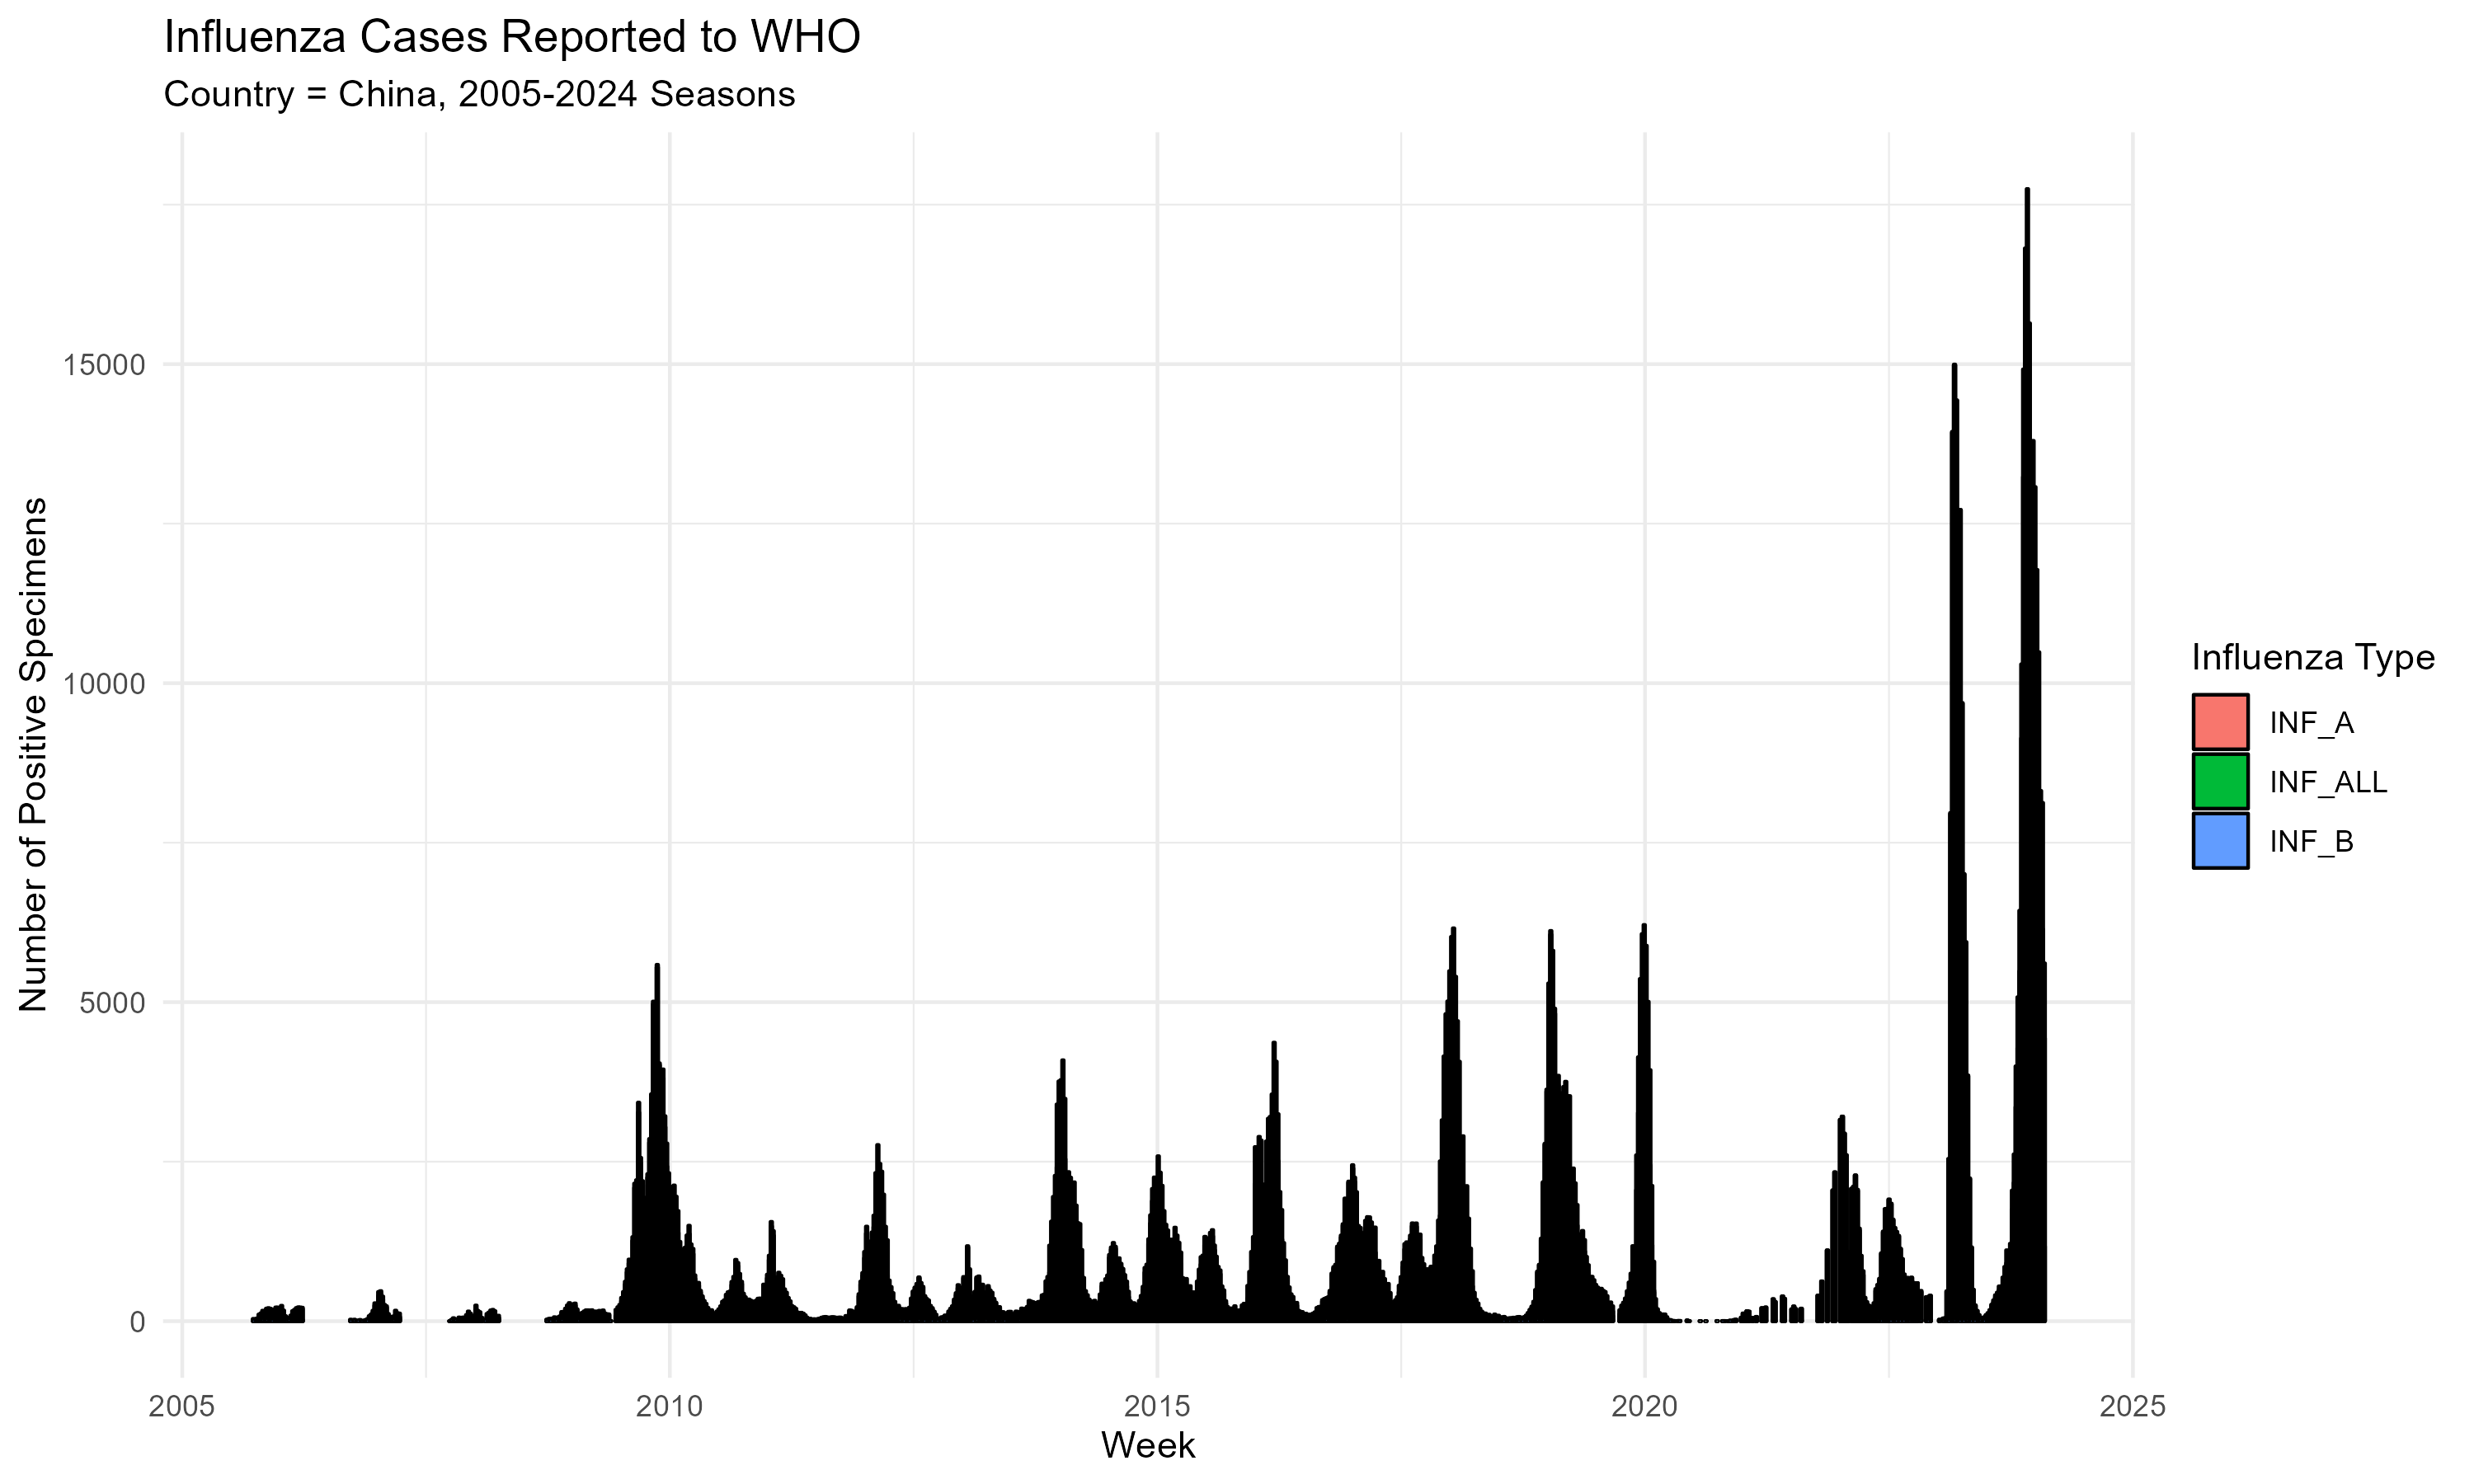 Influenza Cases Reported to WHO
Country = China, 2005-2024 Seasons
Number of Positive Specimens
15000
10000
5000
0
2005
2010
2015
2020
2025
Week
Influenza Type
INF_A
INF_ALL
INF_B